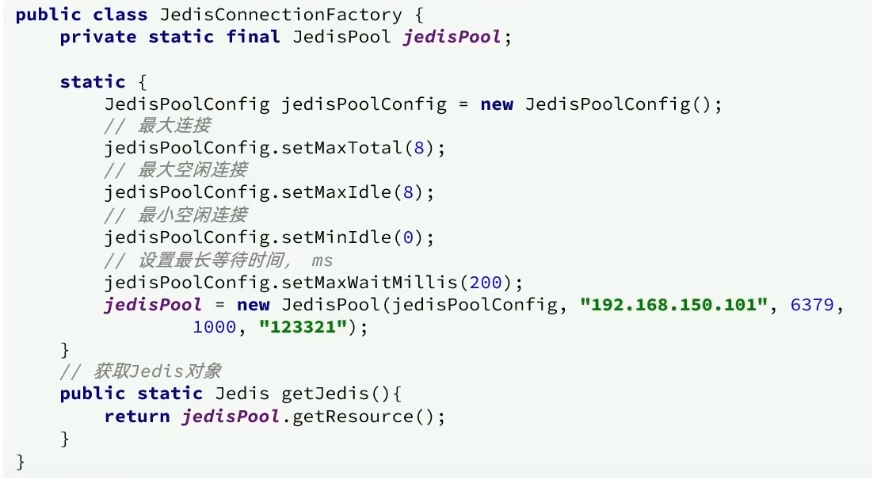 public class JedisConnectionFactory {
    private static final JedisPool jedisPool;

    static {
        JedisPoolConfig jedisPoolConfig = new JedisPoolConfig();
        // 最大连接
        jedisPoolConfig.setMaxTotal(8);
        // 最大空闲连接
        jedisPoolConfig.setMaxIdle(8);
        // 最小空闲连接
        jedisPoolConfig.setMinIdle(0);
        // 设置最长等待时间， ms
        jedisPoolConfig.setMaxWaitMillis(200);
        jedisPool = new JedisPool(jedisPoolConfig, "192.168.150.101", 6379,
                1000, "123321");
    }
    // 获取Jedis对象
    public static Jedis getJedis(){
        return jedisPool.getResource();
    }
}